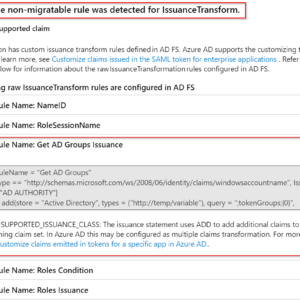 e non-migratable rule was detected for IssuanceTransform.
upported claim
on has custom issuance transform rules defined in AD FS. Azure AD supports the customizing t
learn more, see Customize claims issued in the SAML token for enterprise applications . Refer
low for information about the raw IssuanceTransformation rules configured in AD FS.
ng raw IssuanceTransform rules are configured in AD FS
ule Name: NameID
ule Name: RoleSessionName
ule Name: Get AD Groups Issuance
uleName = "Get AD Groups"
ype == "http://schemas.microsoft.com/ws/2008/06/identity/claims/windowsaccountname", Iss
"AD AUTHORITY"]
add(store = "Active Directory", types = ("http://temp/variable"), query = ";tokenGroups;{0}",
SUPPORTED_ISSUANCE_CLASS: The issuance statement uses ADD to add additional claims to
ning claim set. In Azure AD this may be configured as multiple claims transformation. For more
ustomize claims emitted in tokens for a specific app in Azure AD..
ule Name: Roles Condition
ule Name: Roles Issuance